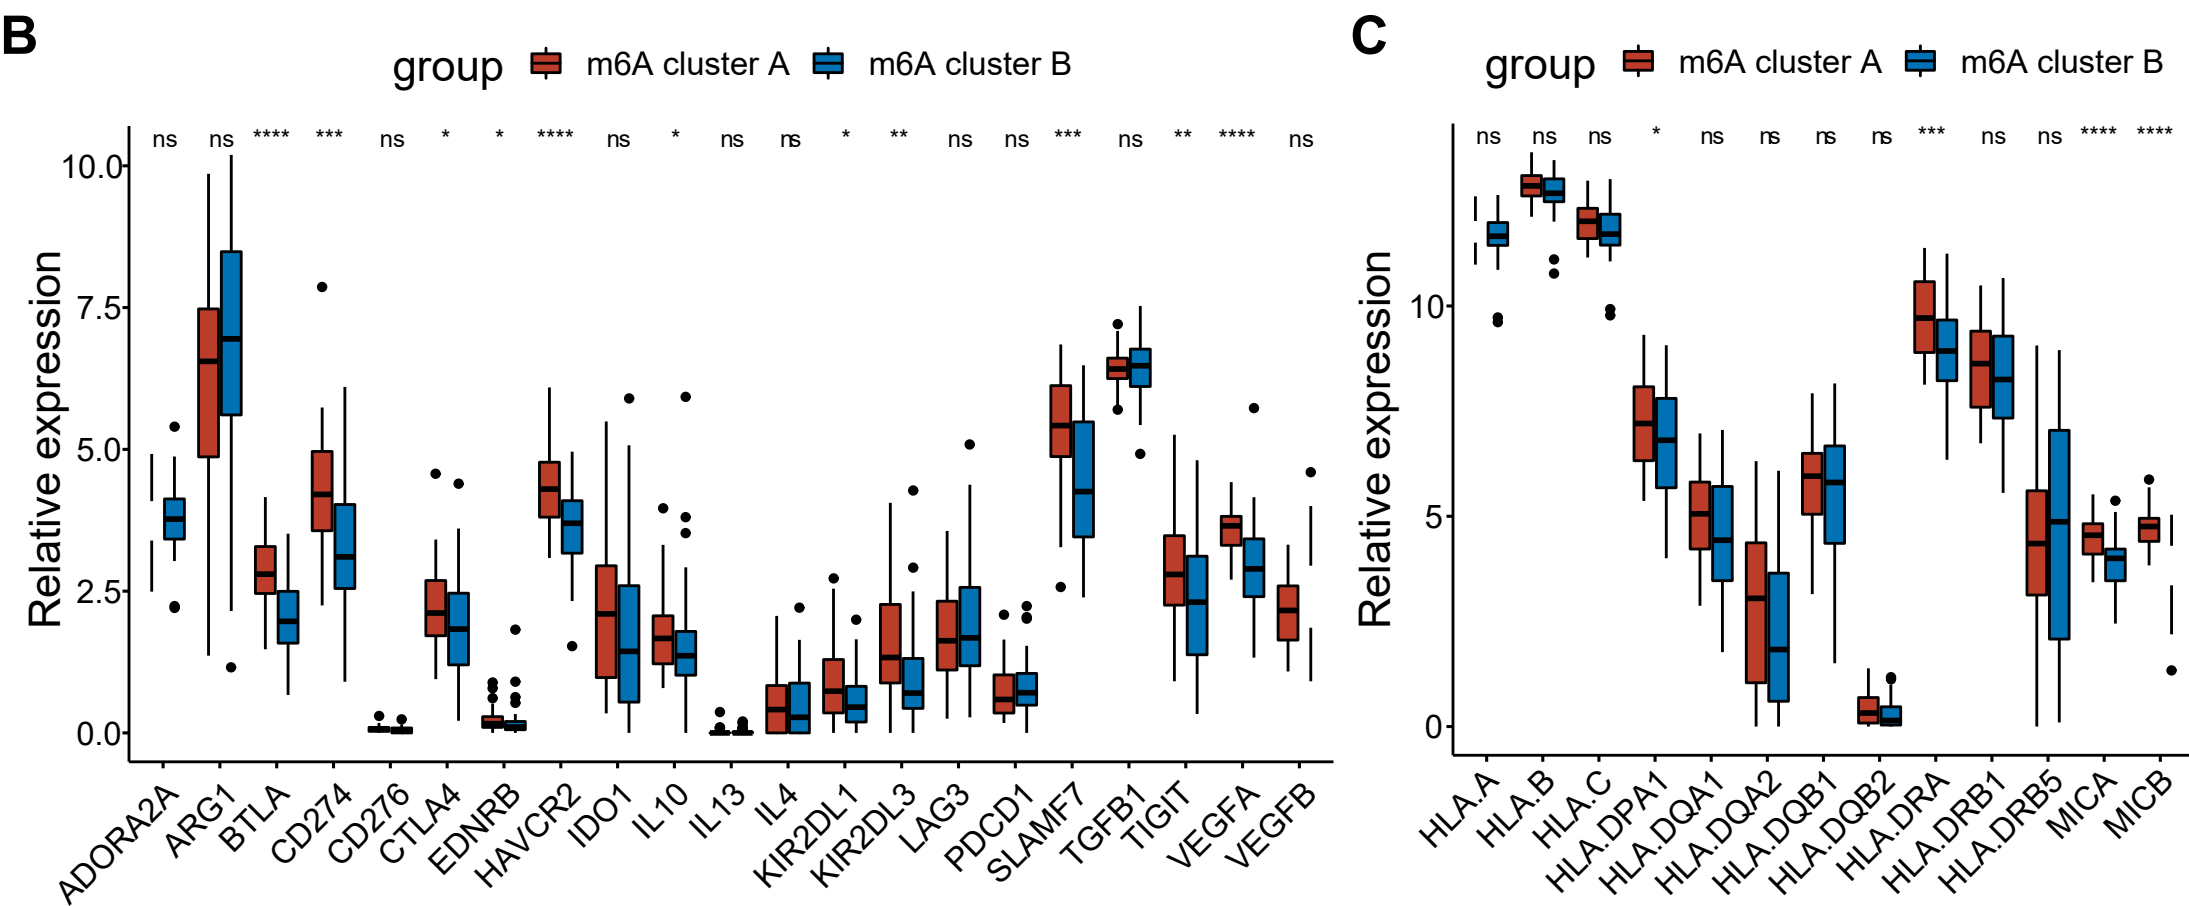 B
group m6A cluster A m6A cluster B
ns ns **** *** ns * * **** ns * ns ns * ** ns ns *** ns ** **** ns
Relative expression
10.0
7.5
5.0
2.5
0.0
ADORA2A ARG1 BTLA CD274 CD276 CTLA4 EDNRB HAVCR2 IDO1 IL10 IL13 IL4 KIR2DL1 KIR2DL3 LAG3 PDCD1 SLAMF7 TGFB1 TIGIT VEGFA VEGFB
C
group m6A cluster A m6A cluster B
ns ns ns * ns ns ns ns *** ns ns **** ****
Relative expression
10
5
0
HLA.A HLA.B HLA.C HLA.DPA1 HLA.DQA1 HLA.DQA2 HLA.DQB1 HLA.DQB2 HLA.DRA HLA.DRB1 HLA.DRB5 MICA MICB